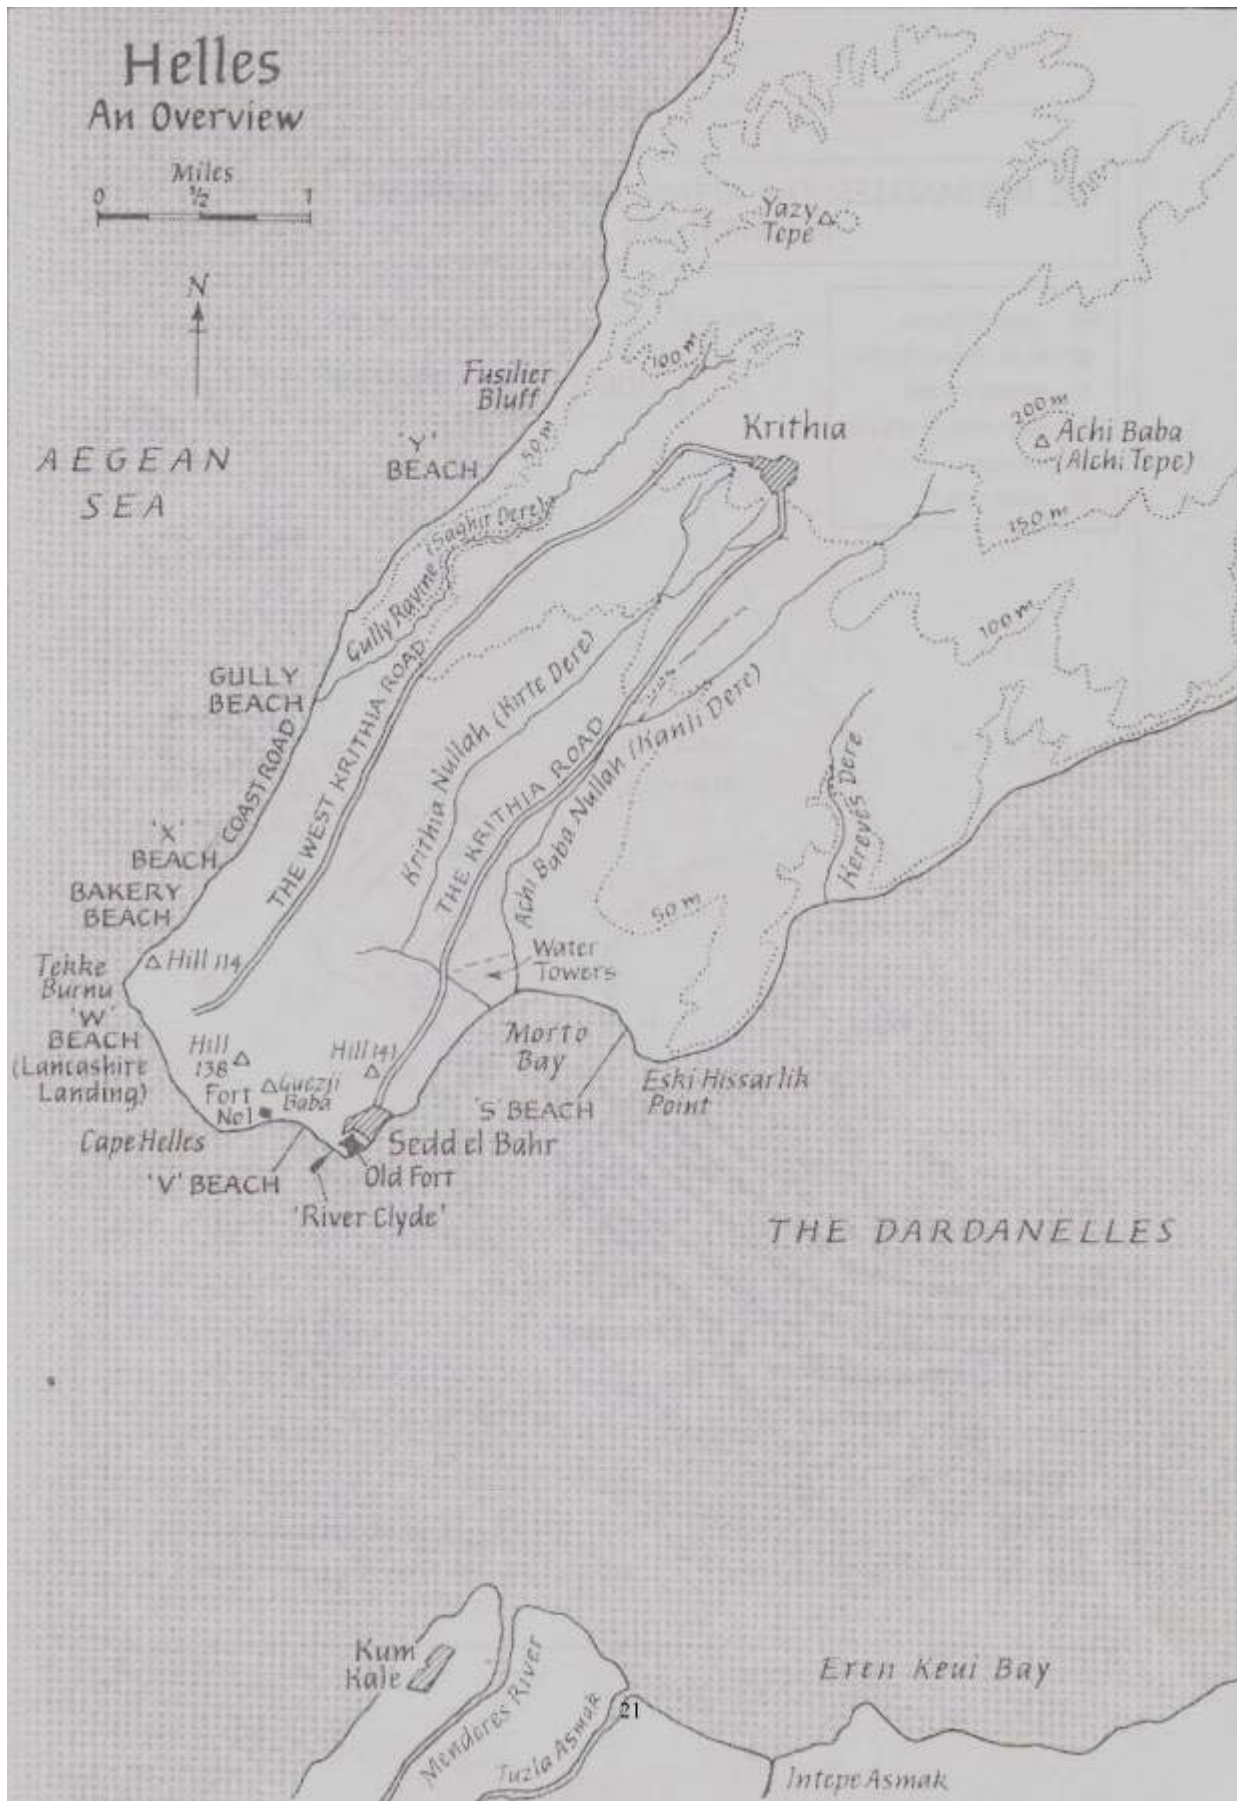 Helles
An Overview
Miles
0 ½ 1
N
Yazy
Tepe
100 m
Fusilier
Bluff
50 m
200 m
Achi Baba
(Alchi Tepe)
Krithia
AEGEAN
SEA
'Y'
BEACH
(Saghir Dere)
150 m
Gully Ravine
100 m
GULLY
BEACH
COAST ROAD
THE WEST KRITHIA ROAD
Krithia Nullah (Kirte Dere)
THE KRITHIA ROAD
Achi Baba Nullah (Kanli Dere)
Kereves Dere
'X'
BEACH
BAKERY
BEACH
50 m
Tekke
Burnu
Hill 114
Water
Towers
'W'
BEACH
(Lancashire
Landing)
Hill
138
Hill 141
Guezji
Baba
Fort
No 1
Morto
Bay
'S' BEACH
Eski Hissarlik
Point
Cape Helles
Sedd el Bahr
Old Fort
'V' BEACH
'River Clyde'
THE DARDANELLES
Kum
Kale
Menderes River
Tuzla Asmak
21
Eren Keui Bay
Intepe Asmak